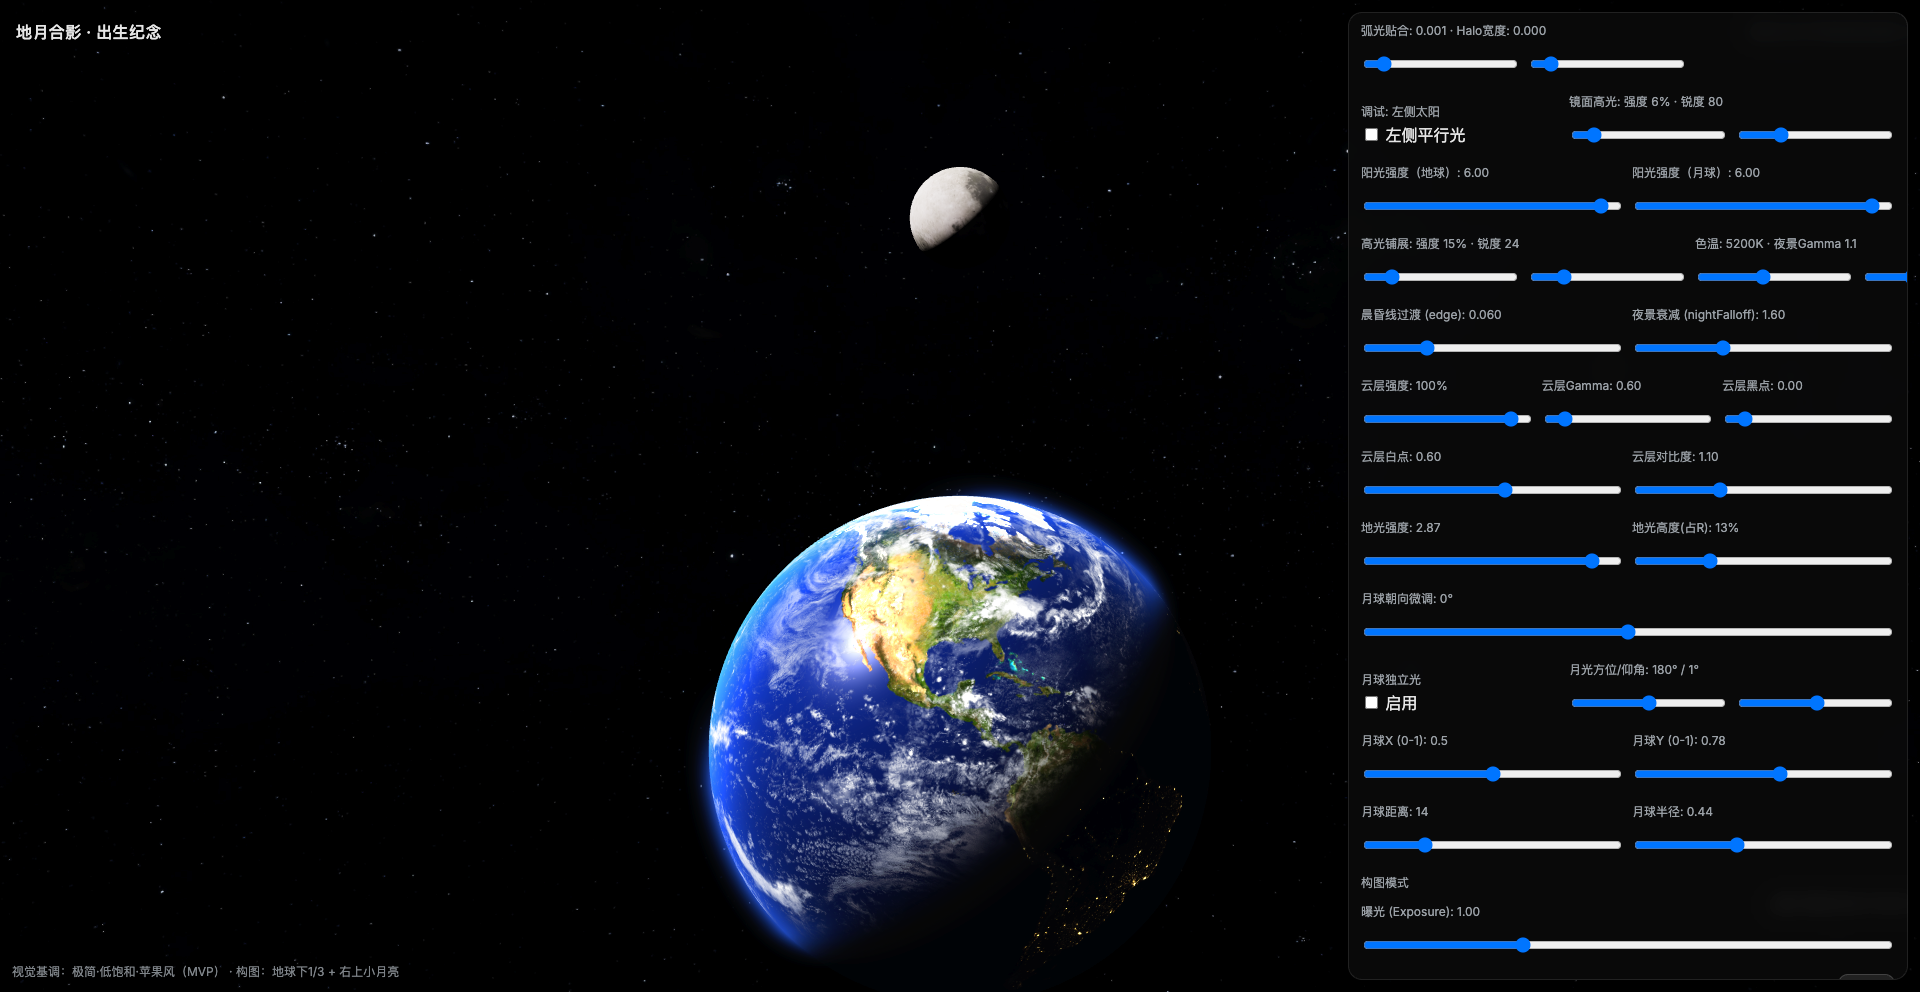 地月合影 · 出生纪念
弧光贴合: 0.001 · Halo宽度: 0.000
调试: 左侧太阳
左侧平行光
镜面高光: 强度 6% · 锐度 80
阳光强度（地球）: 6.00
阳光强度（月球）: 6.00
高光铺展: 强度 15% · 锐度 24
色温: 5200K · 夜景Gamma 1.1
晨昏线过渡 (edge): 0.060
夜景衰减 (nightFalloff): 1.60
云层强度: 100%
云层Gamma: 0.60
云层黑点: 0.00
云层白点: 0.60
云层对比度: 1.10
地光强度: 2.87
地光高度(占R): 13%
月球朝向微调: 0°
月球独立光
启用
月光方位/仰角: 180° / 1°
月球X (0-1): 0.5
月球Y (0-1): 0.78
月球距离: 14
月球半径: 0.44
构图模式
曝光 (Exposure): 1.00
视觉基调：极简·低饱和·苹果风（MVP） · 构图：地球下1/3 + 右上小月亮